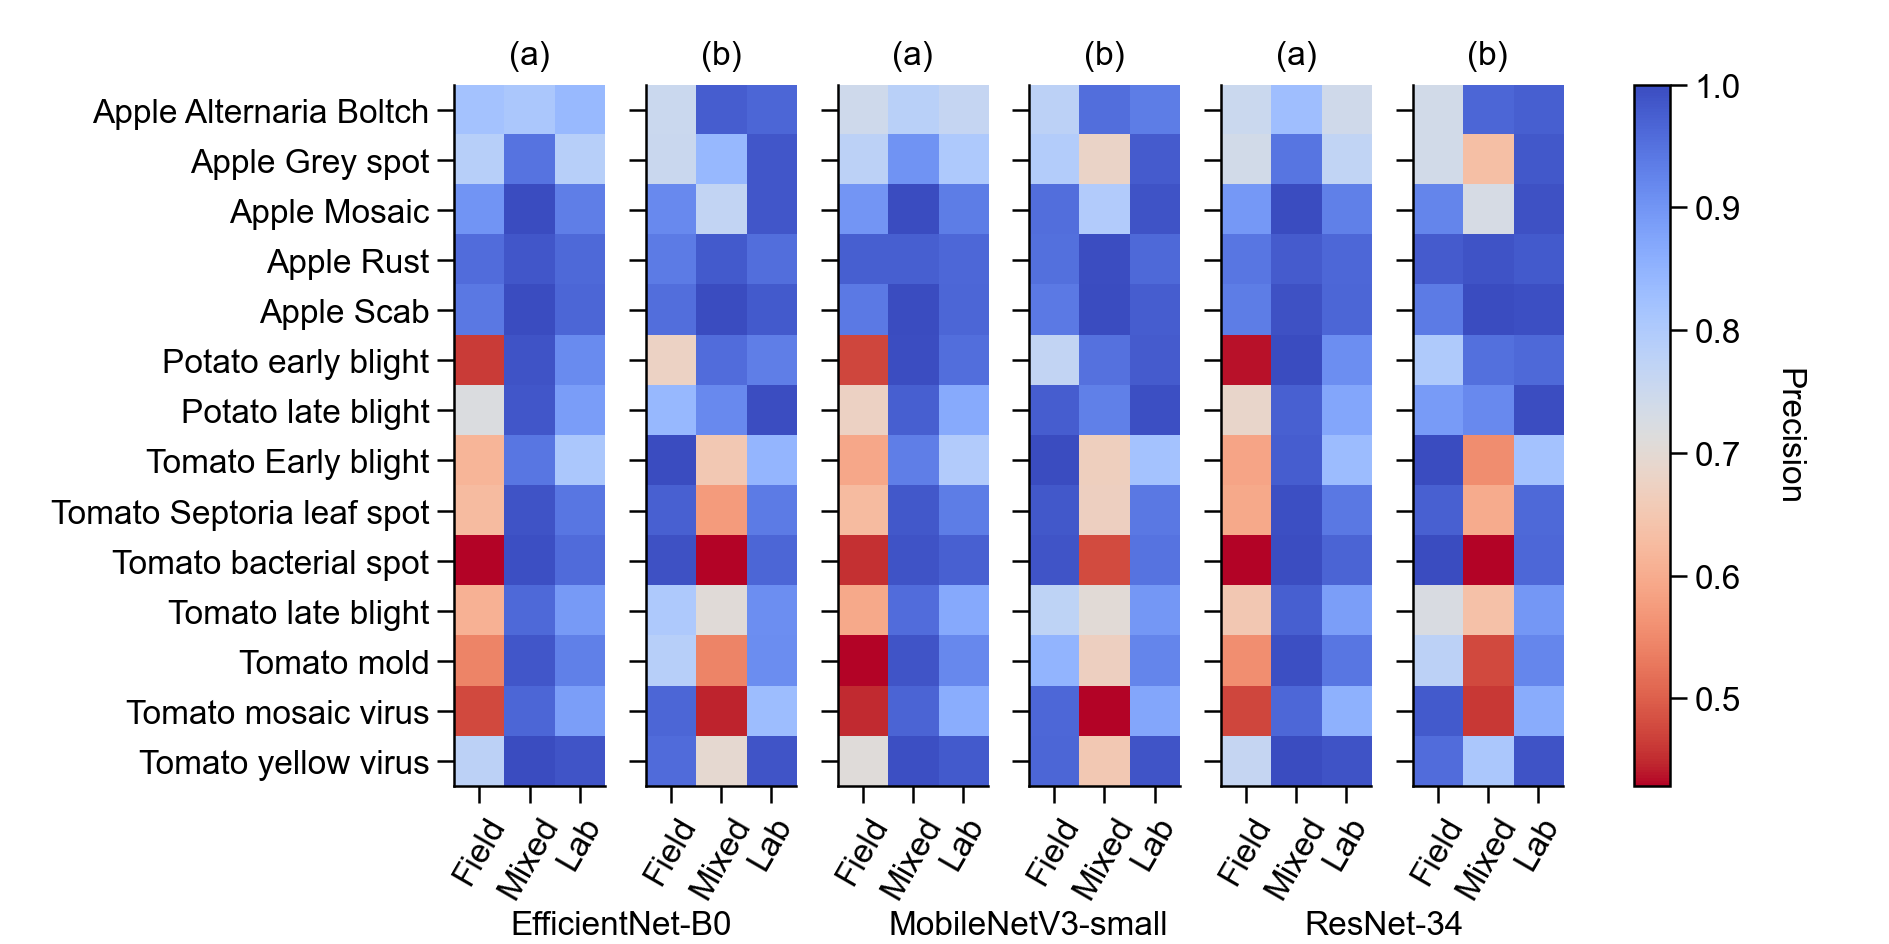 (a) (b) (a) (b) (a) (b)
Apple Alternaria Boltch
Apple Grey spot
Apple Mosaic
Apple Rust
Apple Scab
Potato early blight
Potato late blight
Tomato Early blight
Tomato Septoria leaf spot
Tomato bacterial spot
Tomato late blight
Tomato mold
Tomato mosaic virus
Tomato yellow virus
Field Mixed Lab Field Mixed Lab Field Mixed Lab Field Mixed Lab Field Mixed Lab Field Mixed Lab
EfficientNet-B0 MobileNetV3-small ResNet-34
1.0
0.9
0.8
0.7
0.6
0.5
Precision